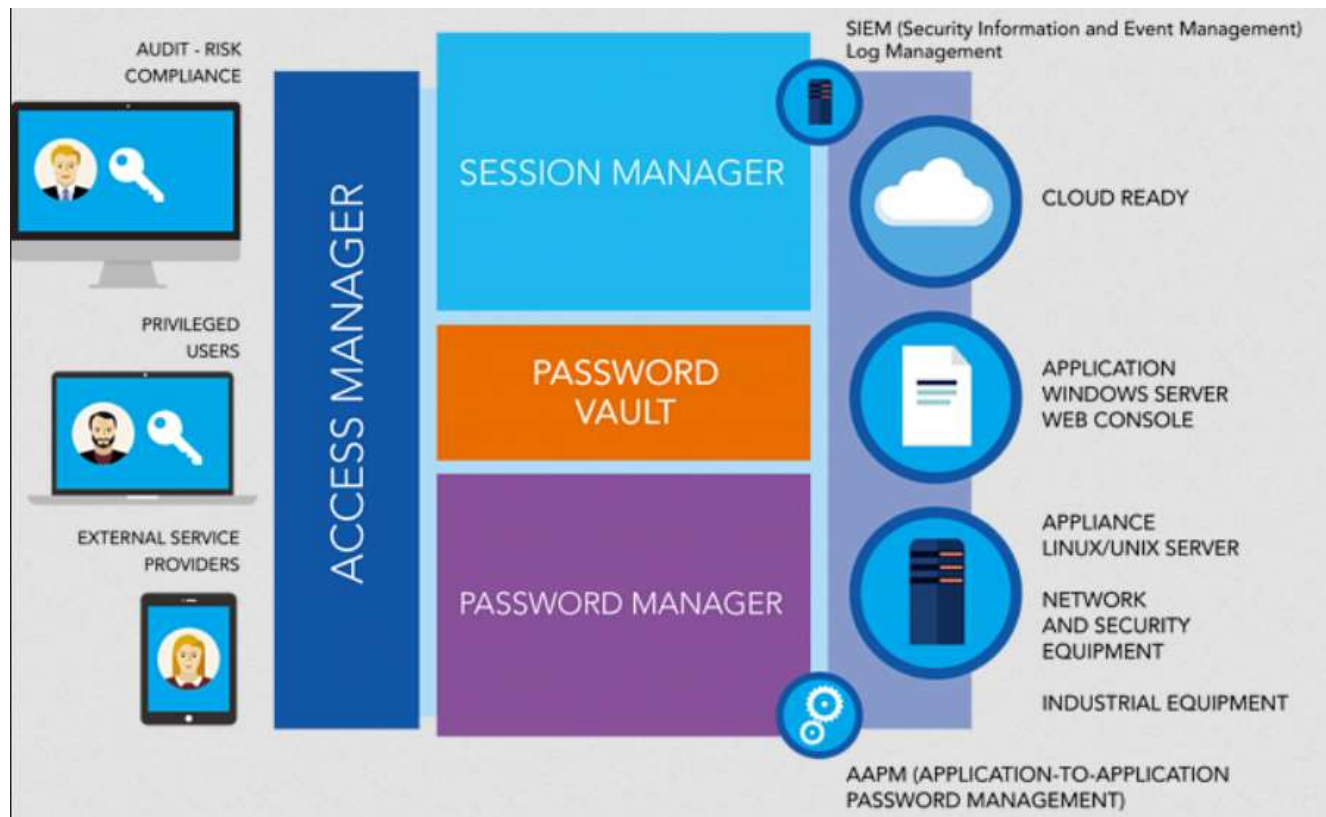 AUDIT - RISK
COMPLIANCE
PRIVILEGED
USERS
EXTERNAL SERVICE
PROVIDERS
ACCESS MANAGER
SESSION MANAGER
PASSWORD
VAULT
PASSWORD MANAGER
SIEM (Security Information and Event Management)
Log Management
CLOUD READY
APPLICATION
WINDOWS SERVER
WEB CONSOLE
APPLIANCE
LINUX/UNIX SERVER
NETWORK
AND SECURITY
EQUIPMENT
INDUSTRIAL EQUIPMENT
AAPM (APPLICATION-TO-APPLICATION
PASSWORD MANAGEMENT)